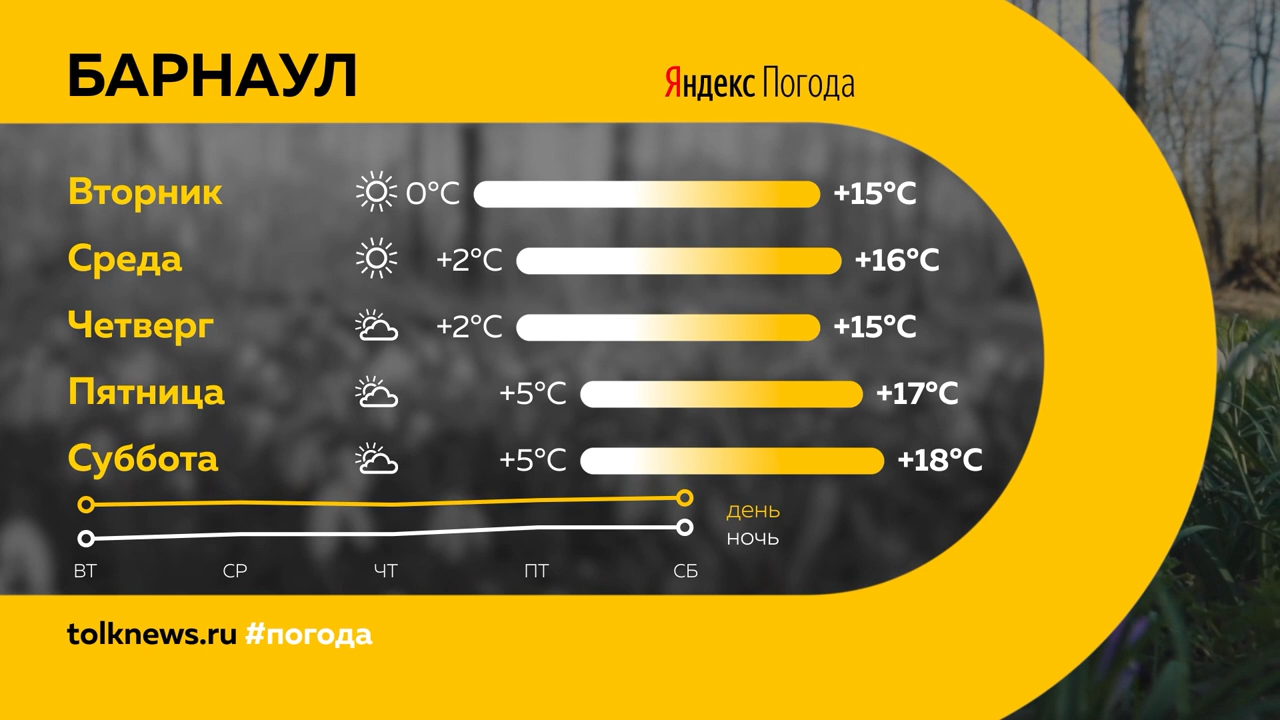 БАРНАУЛ
Яндекс Погода
Вторник 0°C +15°C
Среда +2°C +16°C
Четверг +2°C +15°C
Пятница +5°C +17°C
Суббота +5°C +18°C
день
ночь
ВТ СР ЧТ ПТ СБ
tolknews.ru #погода